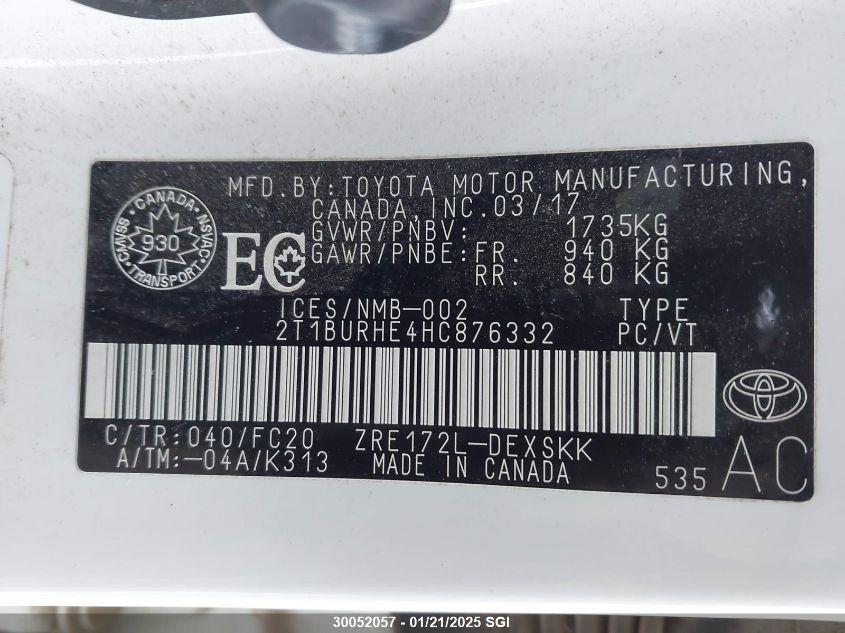 MFD.BY:TOYOTA MOTOR MANUFACTURING,
CANADA,INC.03/17
GVWR/PNBV: 1735KG
GAWR/PNBE:FR. 940 KG
RR. 840 KG
CANADA
CMVSS · NSVAC
930
TRANSPORT
EC
ICES/NMB-002 TYPE
2T1BURHE4HC876332 PC/VT
C/TR:040/FC20 ZRE172L-DEXSKK
A/TM:-04A/K313 MADE IN CANADA 535 AC
30052057 - 01/21/2025 SGI